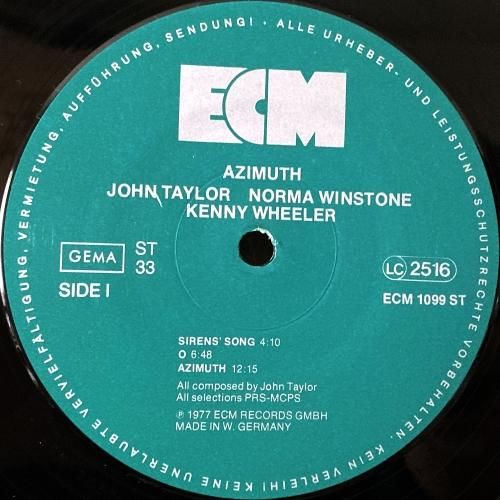 ALLE URHEBER- UND LEISTUNGSSCHUTZRECHTE VORBEHALTEN. KEIN VERLEIH! KEINE UNERLAUBTE VERVIELFÄLTIGUNG, VERMIETUNG, AUFFÜHRUNG, SENDUNG! ·
ECM
AZIMUTH
JOHN TAYLOR NORMA WINSTONE
KENNY WHEELER
GEMA
ST
33
SIDE I
LC 2516
ECM 1099 ST
SIRENS' SONG 4:10
O 6:48
AZIMUTH 12:15
All composed by John Taylor
All selections PRS-MCPS
℗ 1977 ECM RECORDS GMBH
MADE IN W. GERMANY